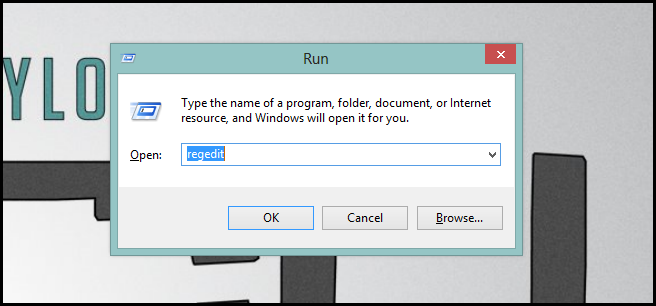 YLO
Run
Type the name of a program, folder, document, or Internet
resource, and Windows will open it for you.
Open:
regedit
OK
Cancel
Browse...